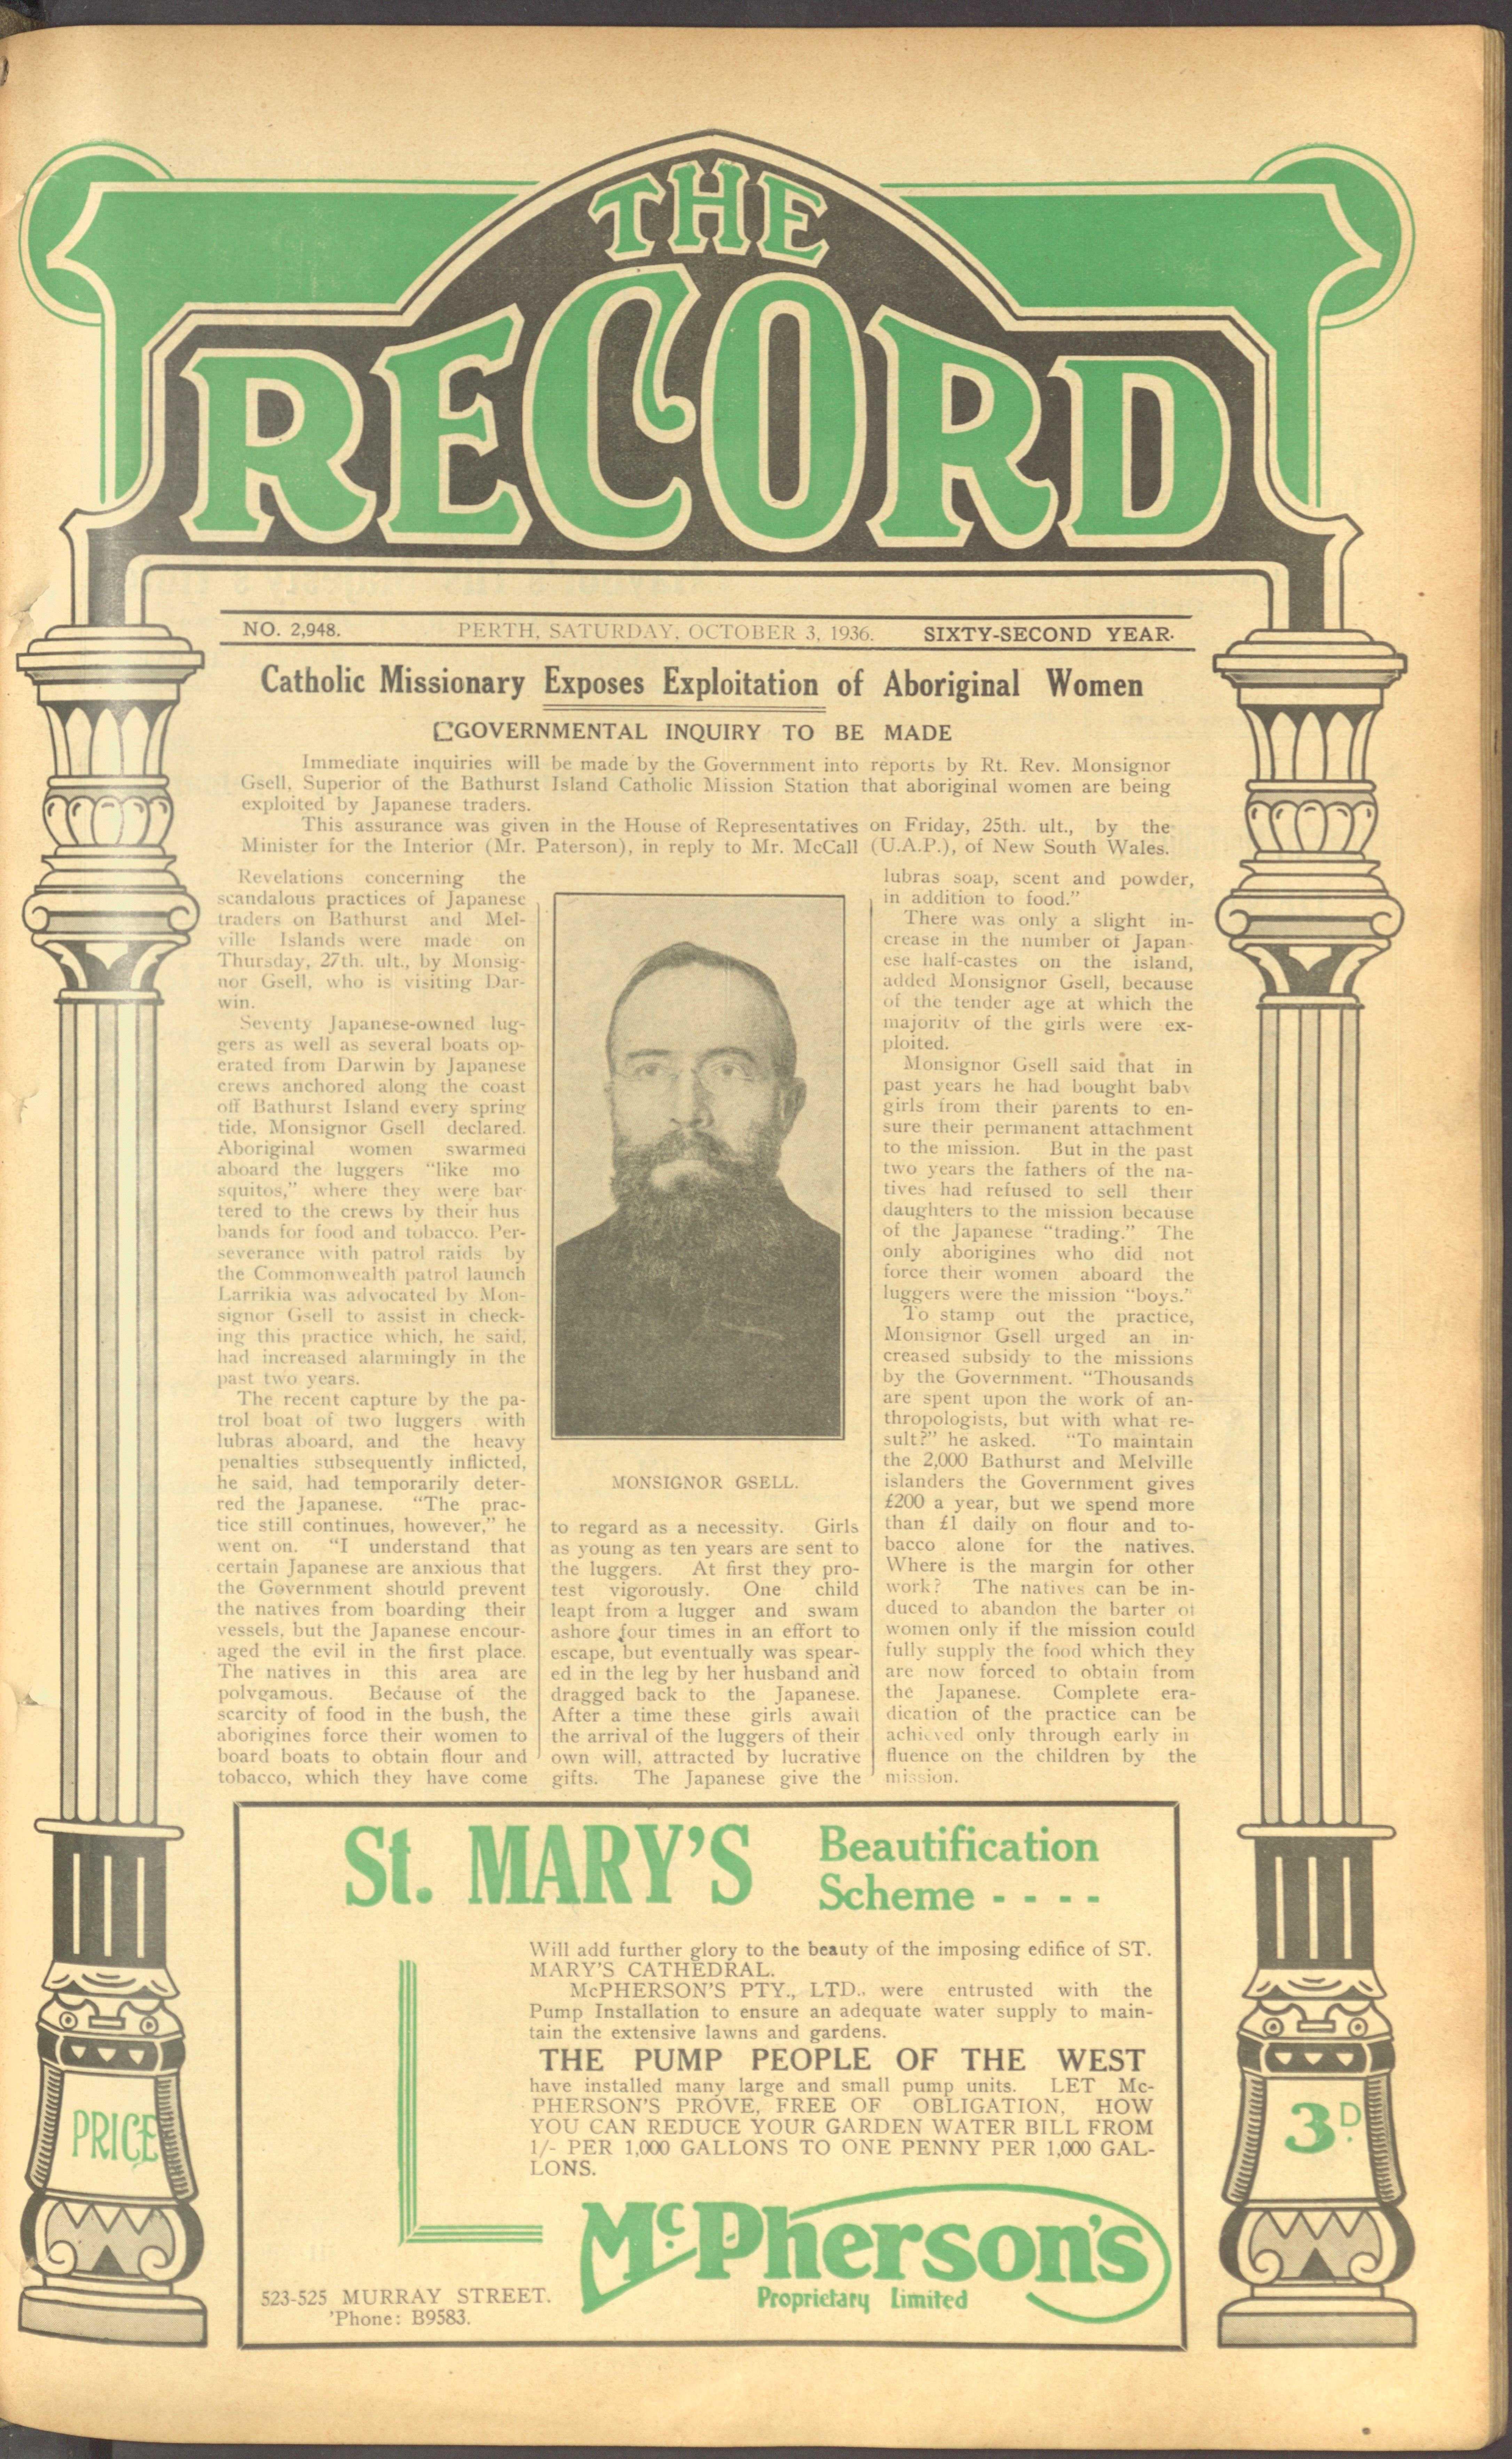 THE
RECORD
NO. 2,948. PERTH, SATURDAY, OCTOBER 3, 1936. SIXTY-SECOND YEAR.
Catholic Missionary Exposes Exploitation of Aboriginal Women
GOVERNMENTAL INQUIRY TO BE MADE
Immediate inquiries will be made by the Government into reports by Rt. Rev. Monsignor
Gsell, Superior of the Bathurst Island Catholic Mission Station that aboriginal women are being
exploited by Japanese traders.
This assurance was given in the House of Representatives on Friday, 25th. ult., by the
Minister for the Interior (Mr. Paterson), in reply to Mr. McCall (U.A.P.), of New South Wales.
Revelations concerning the
scandalous practices of Japanese
traders on Bathurst and Mel-
ville Islands were made on
Thursday, 27th. ult., by Monsig-
nor Gsell, who is visiting Dar-
win.
Seventy Japanese-owned lug-
gers as well as several boats op-
erated from Darwin by Japanese
crews anchored along the coast
off Bathurst Island every spring
tide, Monsignor Gsell declared.
Aboriginal women swarmed
aboard the luggers "like mo
squitos," where they were bar-
tered to the crews by their hus
bands for food and tobacco. Per-
severance with patrol raids by
the Commonwealth patrol launch
Larrikia was advocated by Mon-
signor Gsell to assist in check-
ing this practice which, he said,
had increased alarmingly in the
past two years.
The recent capture by the pa-
trol boat of two luggers with
lubras aboard, and the heavy
penalties subsequently inflicted,
he said, had temporarily deter-
red the Japanese. "The prac-
tice still continues, however," he
went on. "I understand that
certain Japanese are anxious that
the Government should prevent
the natives from boarding their
vessels, but the Japanese encour-
aged the evil in the first place.
The natives in this area are
polygamous. Because of the
scarcity of food in the bush, the
aborigines force their women to
board boats to obtain flour and
tobacco, which they have come
MONSIGNOR GSELL.
to regard as a necessity. Girls
as young as ten years are sent to
the luggers. At first they pro-
test vigorously. One child
leapt from a lugger and swam
ashore four times in an effort to
escape, but eventually was spear-
ed in the leg by her husband and
dragged back to the Japanese.
After a time these girls await
the arrival of the luggers of their
own will, attracted by lucrative
gifts. The Japanese give the
lubras soap, scent and powder,
in addition to food."
There was only a slight in-
crease in the number of Japan-
ese half-castes on the island,
added Monsignor Gsell, because
of the tender age at which the
majority of the girls were ex-
ploited.
Monsignor Gsell said that in
past years he had bought baby
girls from their parents to en-
sure their permanent attachment
to the mission. But in the past
two years the fathers of the na-
tives had refused to sell their
daughters to the mission because
of the Japanese "trading." The
only aborigines who did not
force their women aboard the
luggers were the mission "boys."
To stamp out the practice,
Monsignor Gsell urged an in-
creased subsidy to the missions
by the Government. "Thousands
are spent upon the work of an-
thropologists, but with what re-
sult?" he asked. "To maintain
the 2,000 Bathurst and Melville
islanders the Government gives
£200 a year, but we spend more
than £1 daily on flour and to-
bacco alone for the natives.
Where is the margin for other
work? The natives can be in-
duced to abandon the barter of
women only if the mission could
fully supply the food which they
are now forced to obtain from
the Japanese. Complete era-
dication of the practice can be
achieved only through early in
fluence on the children by the
mission.
St. MARY'S Beautification
Scheme - - - -
Will add further glory to the beauty of the imposing edifice of ST.
MARY'S CATHEDRAL.
McPHERSON'S PTY., LTD., were entrusted with the
Pump Installation to ensure an adequate water supply to main-
tain the extensive lawns and gardens.
THE PUMP PEOPLE OF THE WEST
have installed many large and small pump units. LET Mc-
PHERSON'S PROVE, FREE OF OBLIGATION, HOW
YOU CAN REDUCE YOUR GARDEN WATER BILL FROM
1/- PER 1,000 GALLONS TO ONE PENNY PER 1,000 GAL-
LONS.
McPherson's
Proprietary Limited
523-525 MURRAY STREET.
'Phone: B9583.
PRICE
3D.